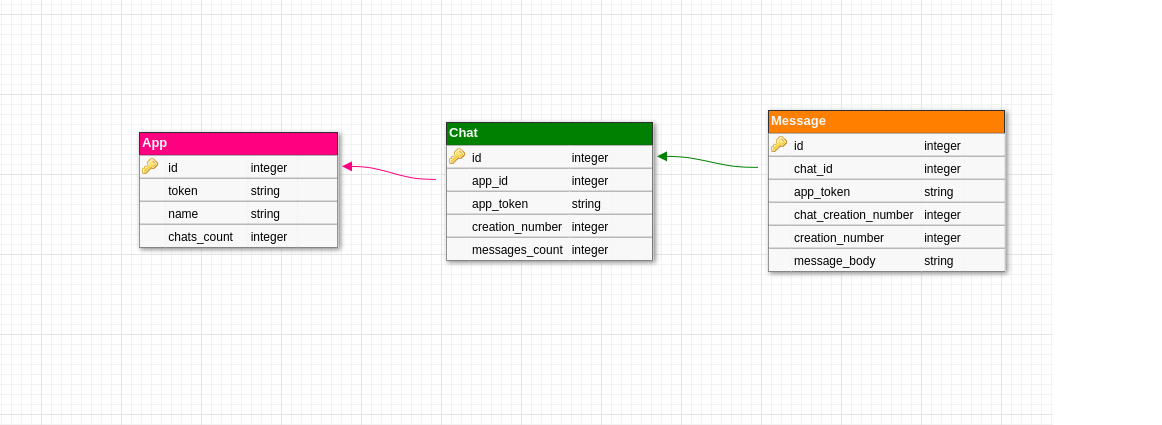 App
id integer
token string
name string
chats_count integer
Chat
id integer
app_id integer
app_token string
creation_number integer
messages_count integer
Message
id integer
chat_id integer
app_token string
chat_creation_number integer
creation_number integer
message_body string